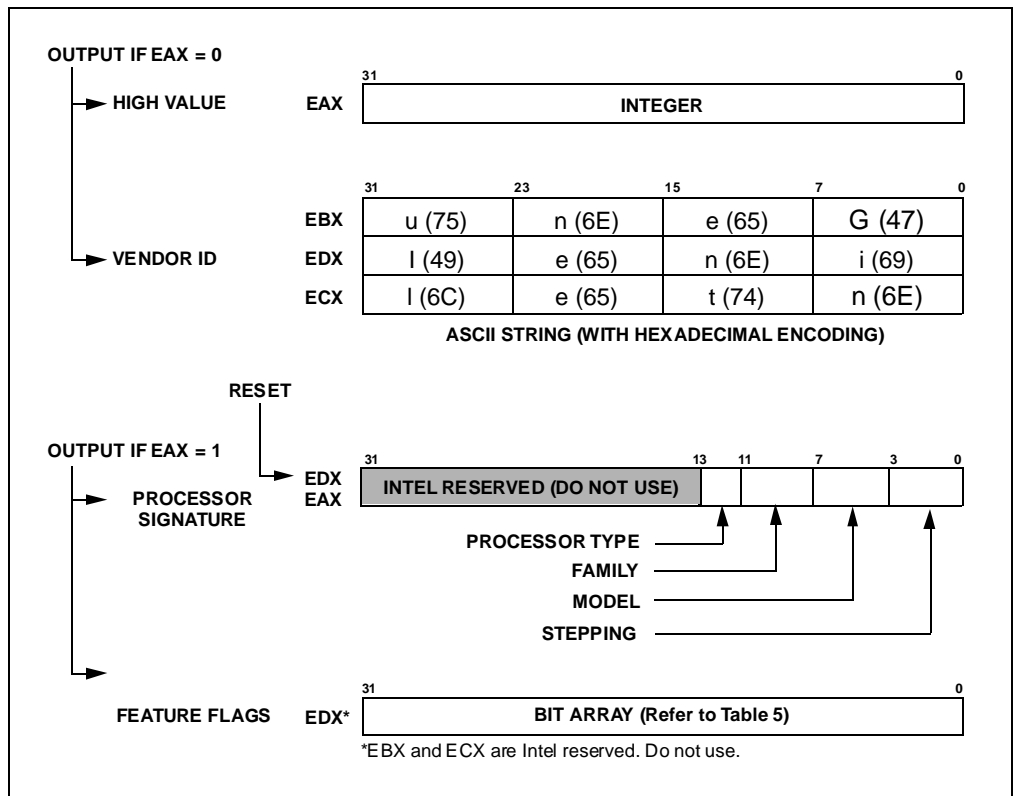 OUTPUT IF EAX = 0
31 0
HIGH VALUE EAX INTEGER
31 23 15 7 0
EBX u (75) n (6E) e (65) G (47)
VENDOR ID EDX I (49) e (65) n (6E) i (69)
ECX l (6C) e (65) t (74) n (6E)
ASCII STRING (WITH HEXADECIMAL ENCODING)
RESET
OUTPUT IF EAX = 1
31 13 11 7 3 0
EDX
EAX
INTEL RESERVED (DO NOT USE)
PROCESSOR
SIGNATURE
PROCESSOR TYPE
FAMILY
MODEL
STEPPING
31 0
FEATURE FLAGS EDX* BIT ARRAY (Refer to Table 5)
*EBX and ECX are Intel reserved. Do not use.